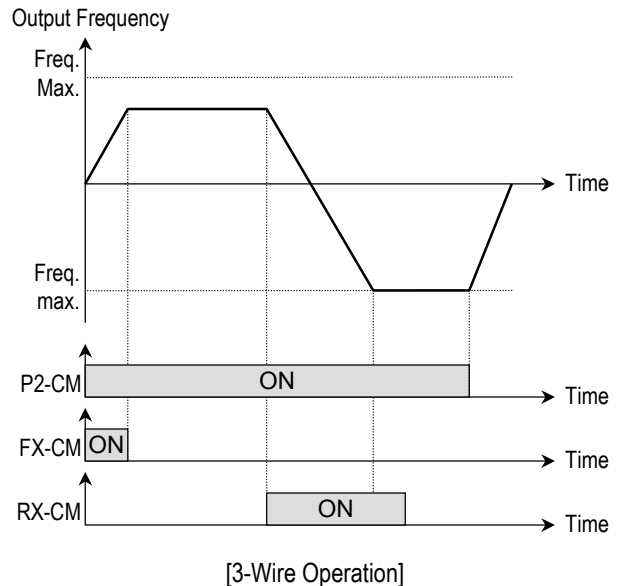 Output Frequency
Freq.
Max.
Time
Freq.
max.
P2-CM
ON
Time
FX-CM
ON
Time
RX-CM
ON
Time
[3-Wire Operation]